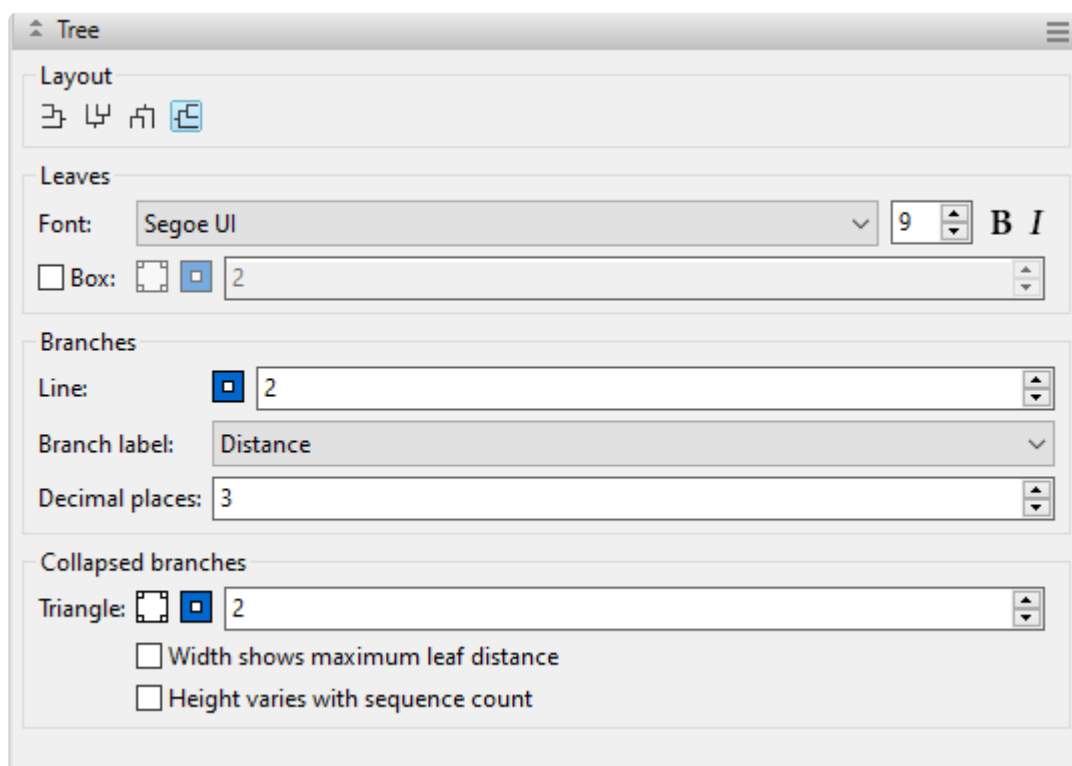 Tree
Layout
Leaves
Font: Segoe UI 9 B I
Box: 2
Branches
Line: 2
Branch label: Distance
Decimal places: 3
Collapsed branches
Triangle: 2
Width shows maximum leaf distance
Height varies with sequence count